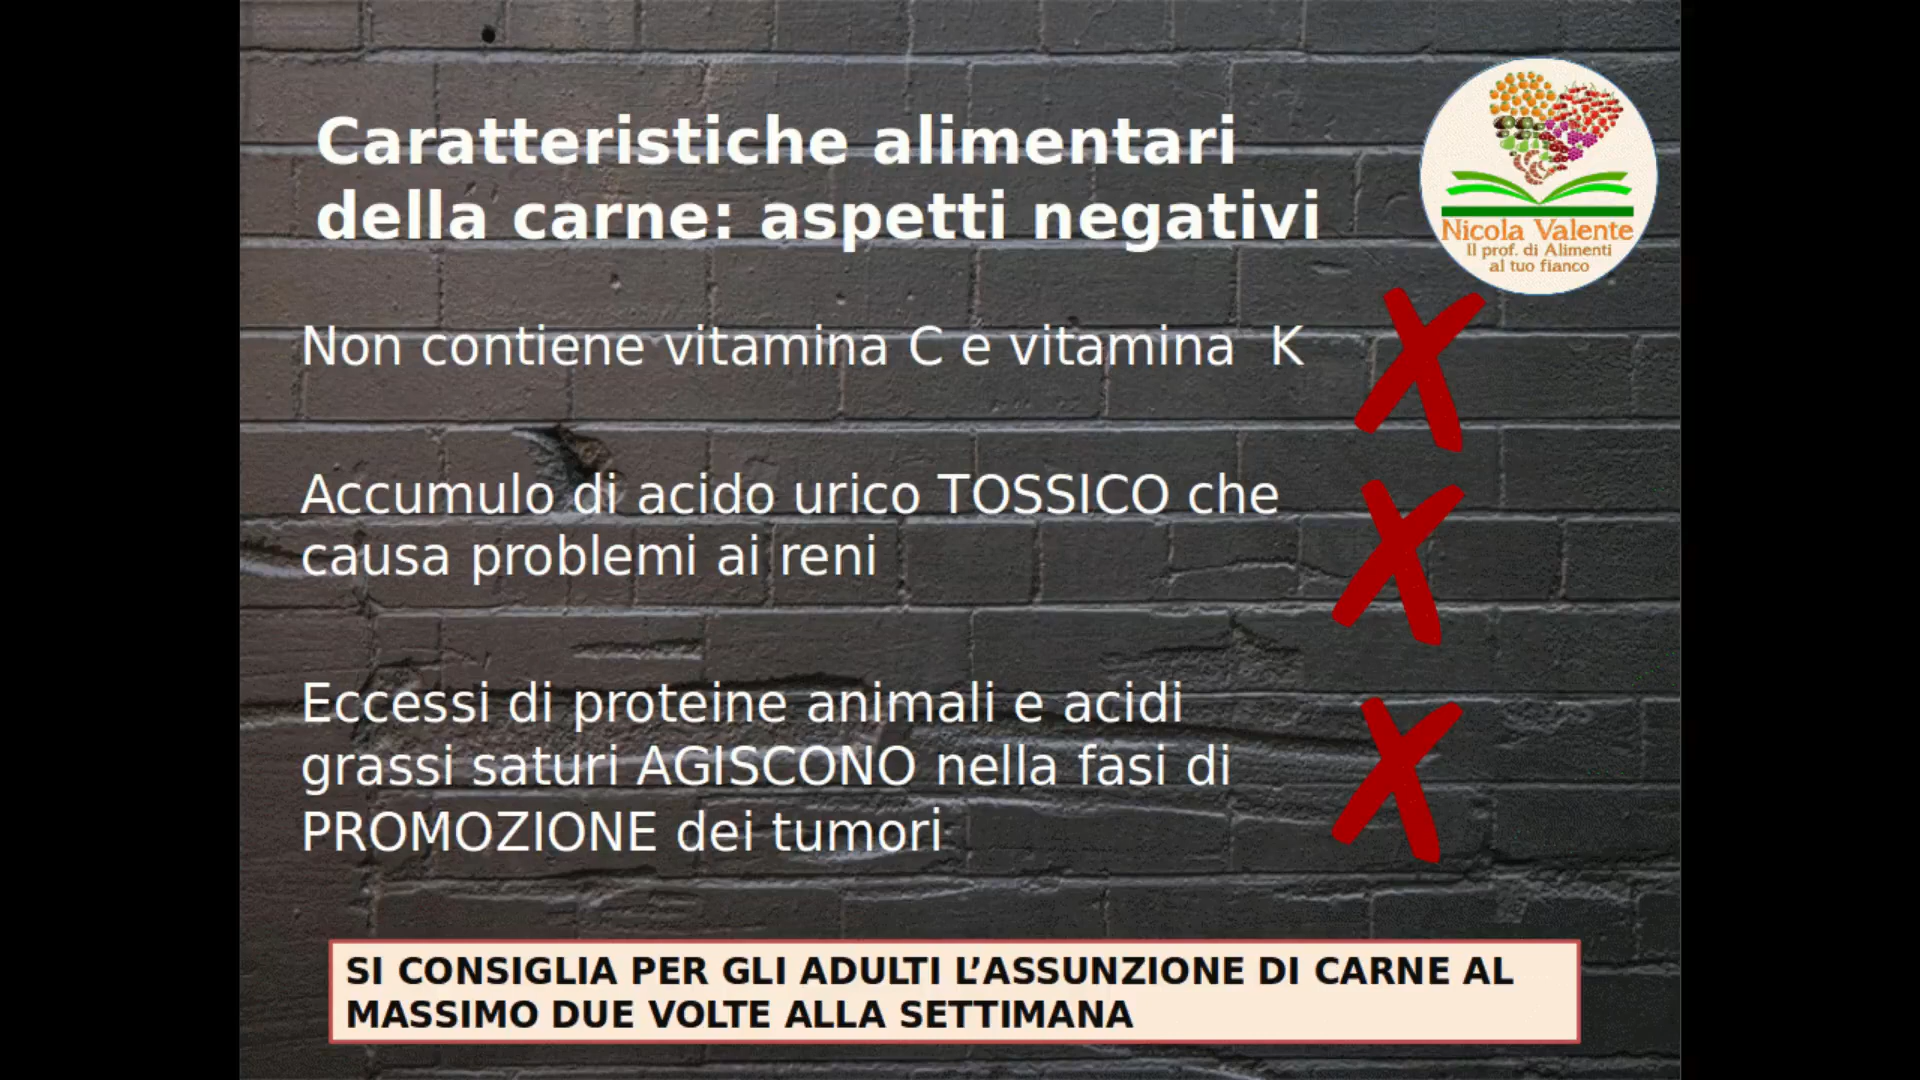 Caratteristiche alimentari
della carne: aspetti negativi
Nicola Valente
Il prof. di Alimenti
al tuo fianco
Non contiene vitamina C e vitamina K
Accumulo di acido urico TOSSICO che
causa problemi ai reni
Eccessi di proteine animali e acidi
grassi saturi AGISCONO nella fasi di
PROMOZIONE dei tumori
SI CONSIGLIA PER GLI ADULTI L’ASSUNZIONE DI CARNE AL
MASSIMO DUE VOLTE ALLA SETTIMANA